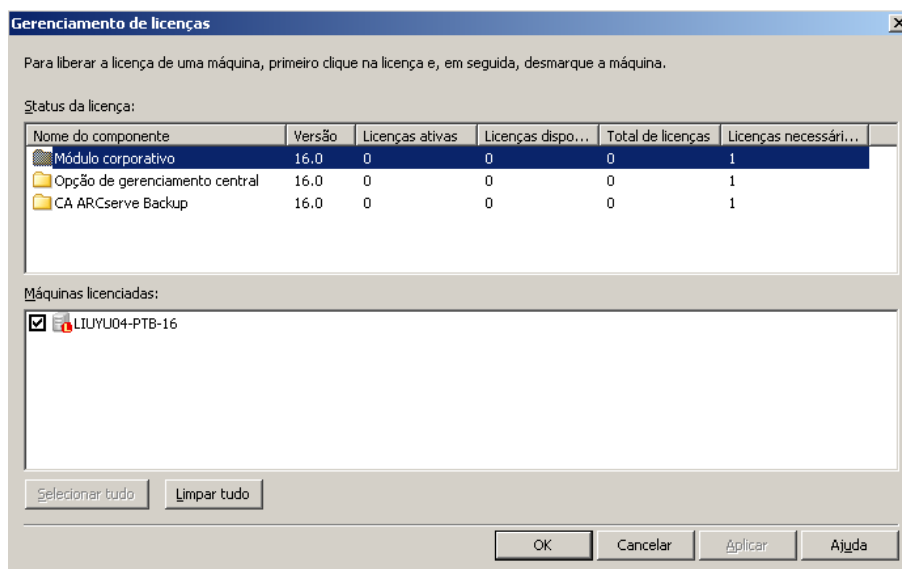 Gerenciamento de licenças
Para liberar a licença de uma máquina, primeiro clique na licença e, em seguida, desmarque a máquina.
Status da licença:
Nome do componente Versão Licenças ativas Licenças dispo... Total de licenças Licenças necessári...
Módulo corporativo 16.0 0 0 0 1
Opção de gerenciamento central 16.0 0 0 0 1
CA ARCserve Backup 16.0 0 0 0 1
Máquinas licenciadas:
LIUYU04-PTB-16
Selecionar tudo Limpar tudo
OK Cancelar Aplicar Ajuda